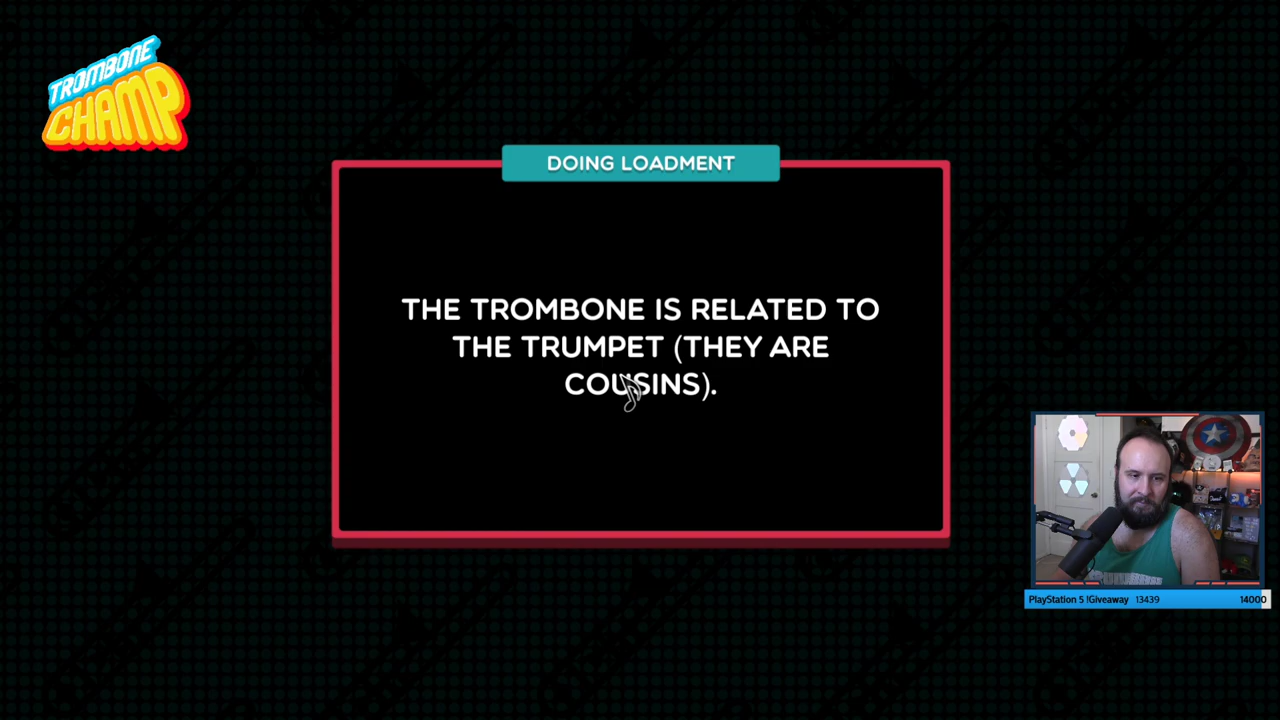 TROMBONE
CHAMP
DOING LOADMENT
THE TROMBONE IS RELATED TO
THE TRUMPET (THEY ARE
COUSINS).
PlayStation 5 !Giveaway 13439 14000